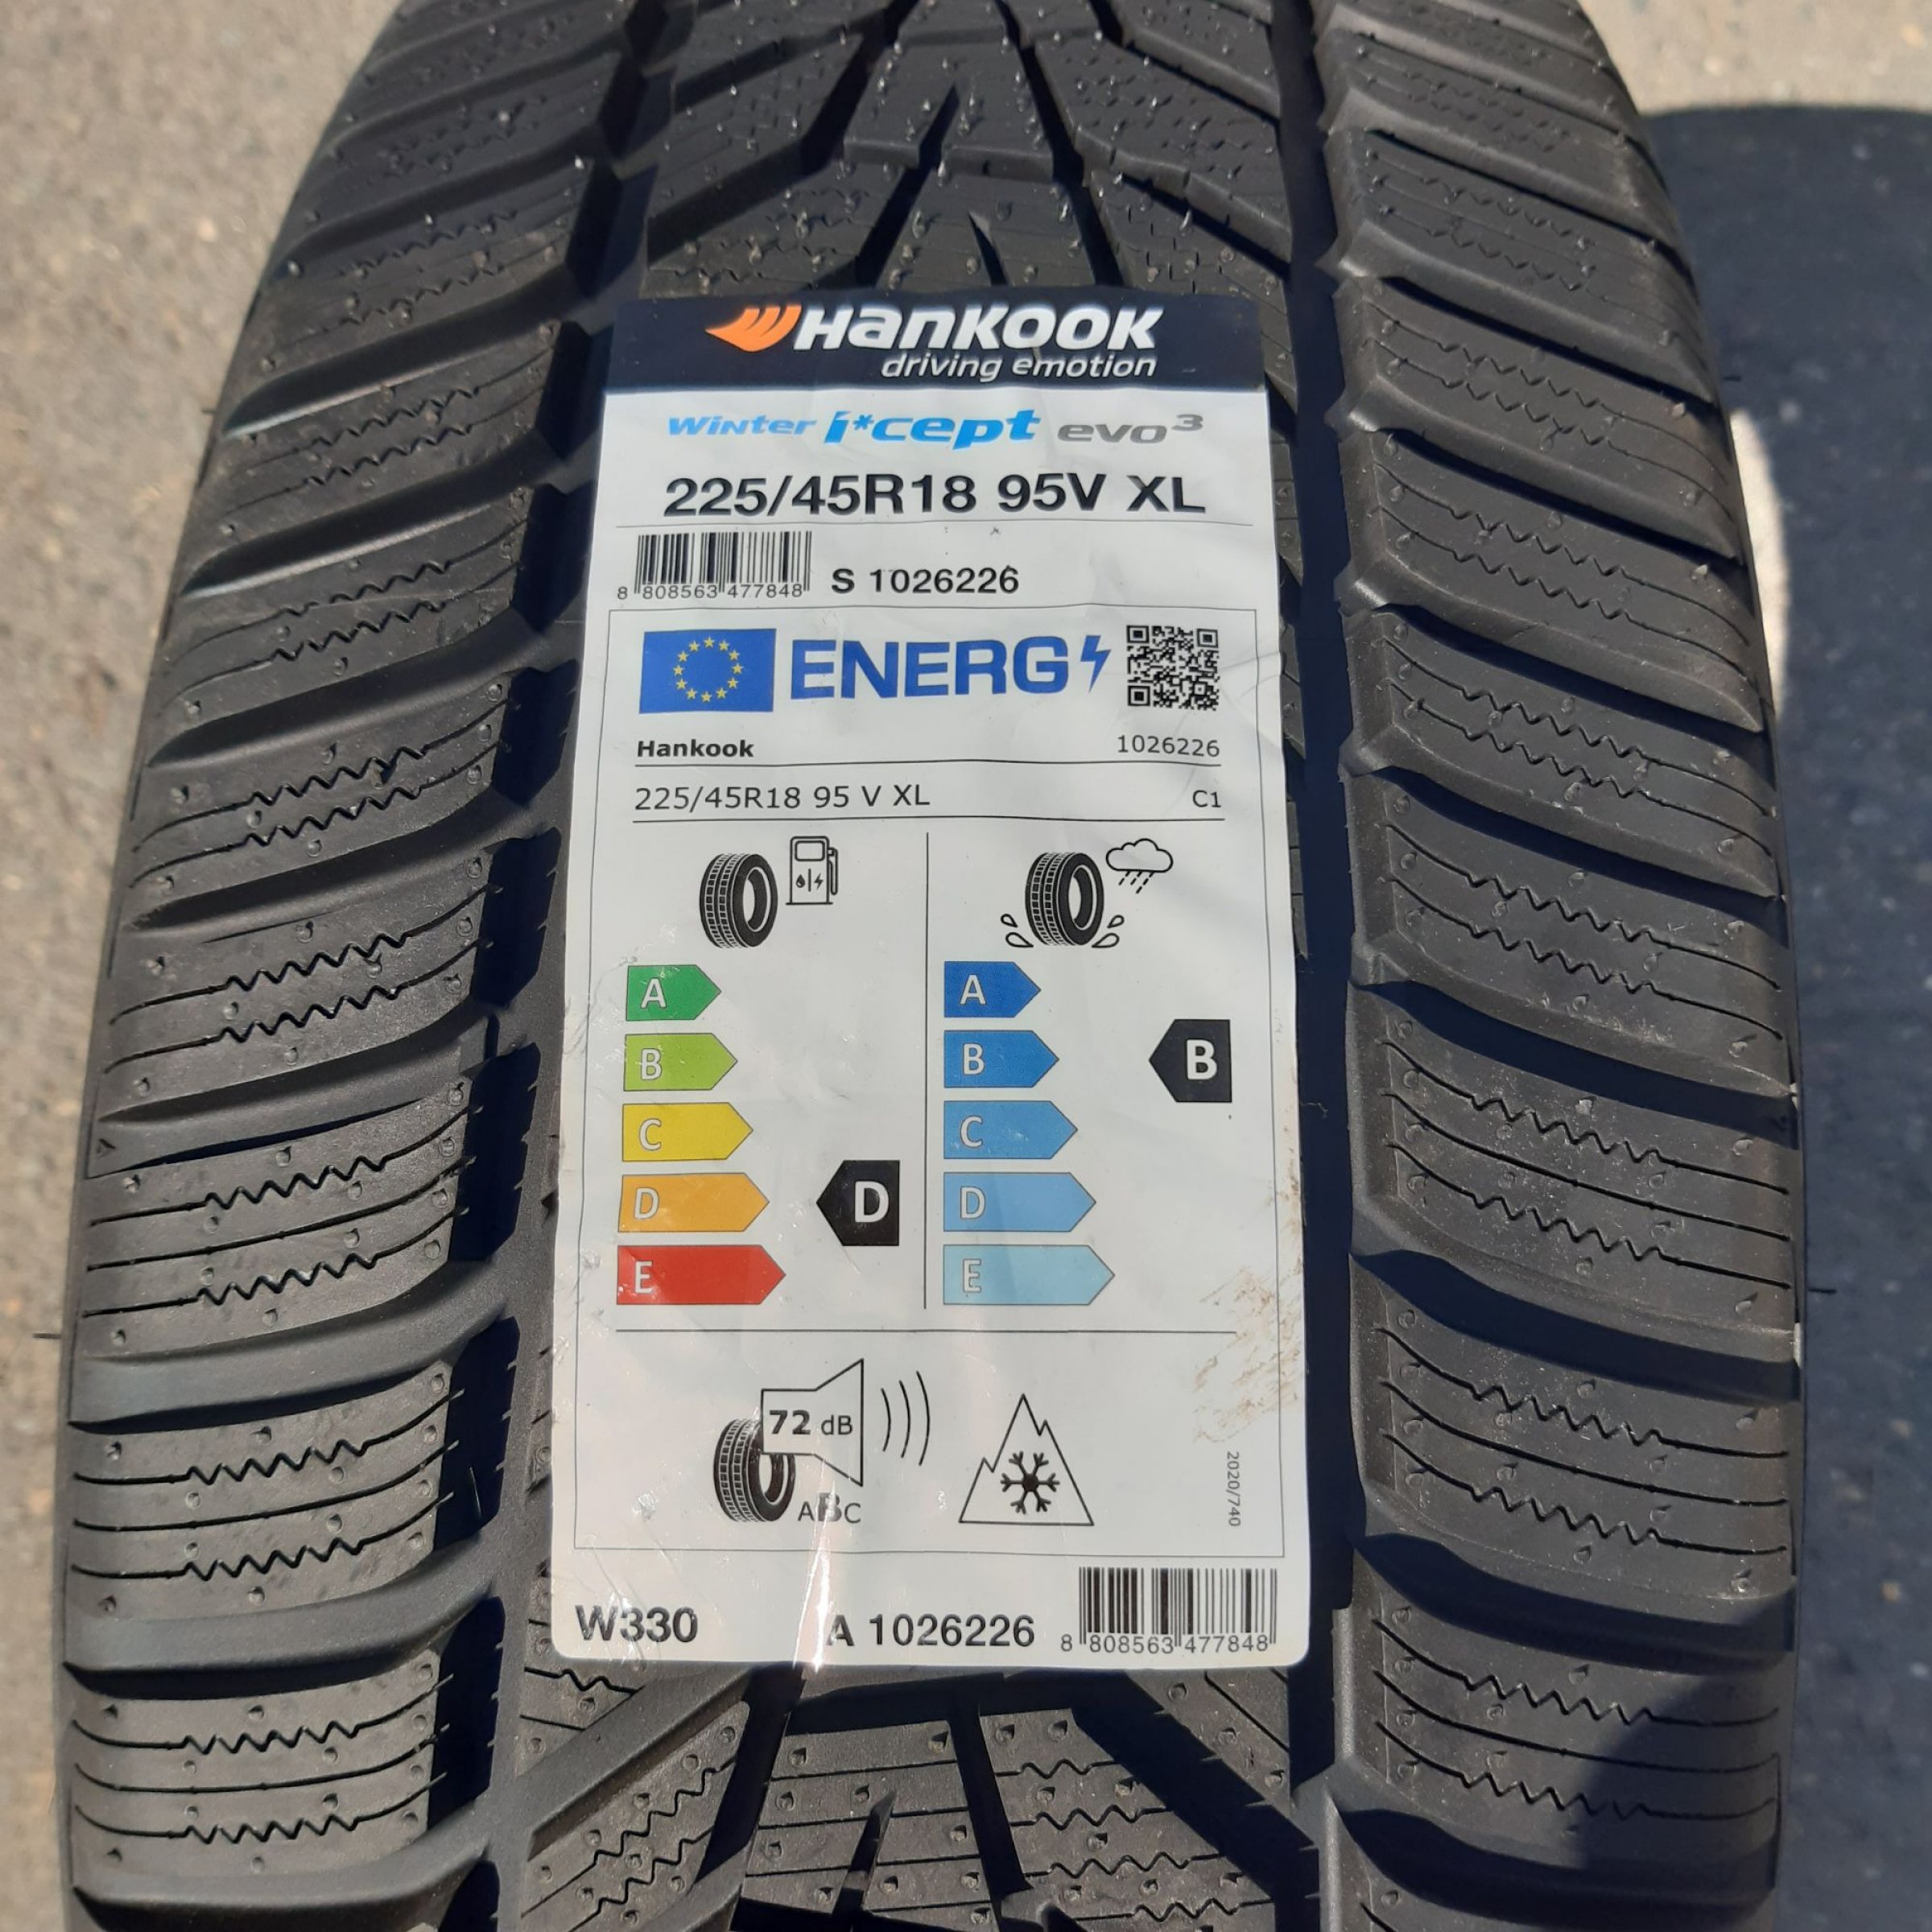 Hankook
driving emotion
Winter i*cept evo3
225/45R18 95V XL
8 808563 477848
S 1026226
ENERG
Hankook 1026226
225/45R18 95 V XL C1
A
B
C
D
E
D
A
B
C
D
E
B
72 dB
ABC
2020/740
W330 A 1026226
8 808563 477848